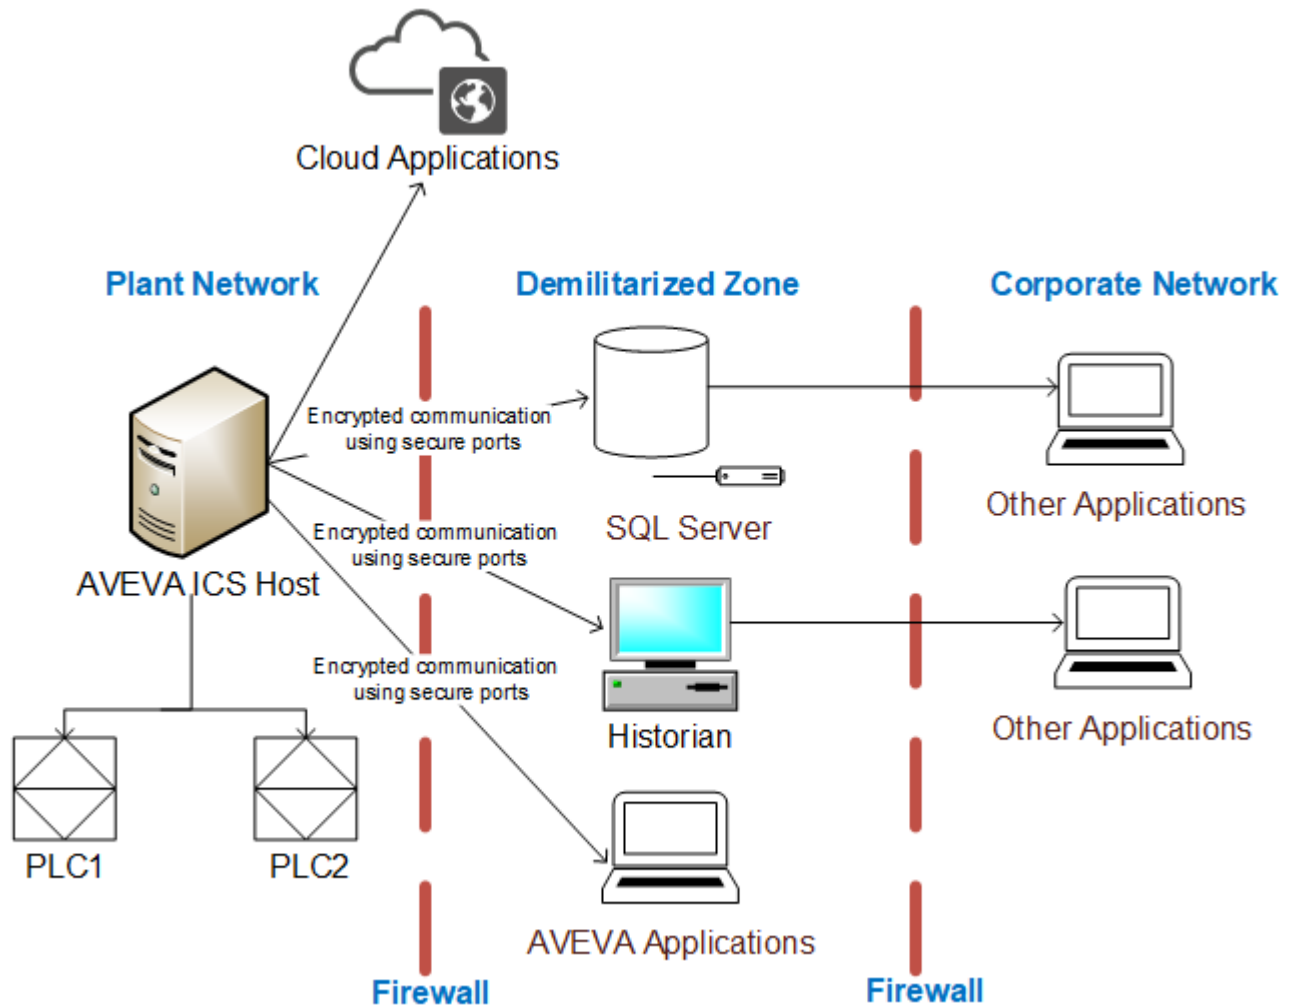 Cloud Applications
Plant Network
Demilitarized Zone
Corporate Network
Encrypted communication
using secure ports
Other Applications
SQL Server
Encrypted communication
using secure ports
AVEVA ICS Host
Encrypted communication
using secure ports
Historian
Other Applications
PLC1
PLC2
AVEVA Applications
Firewall
Firewall